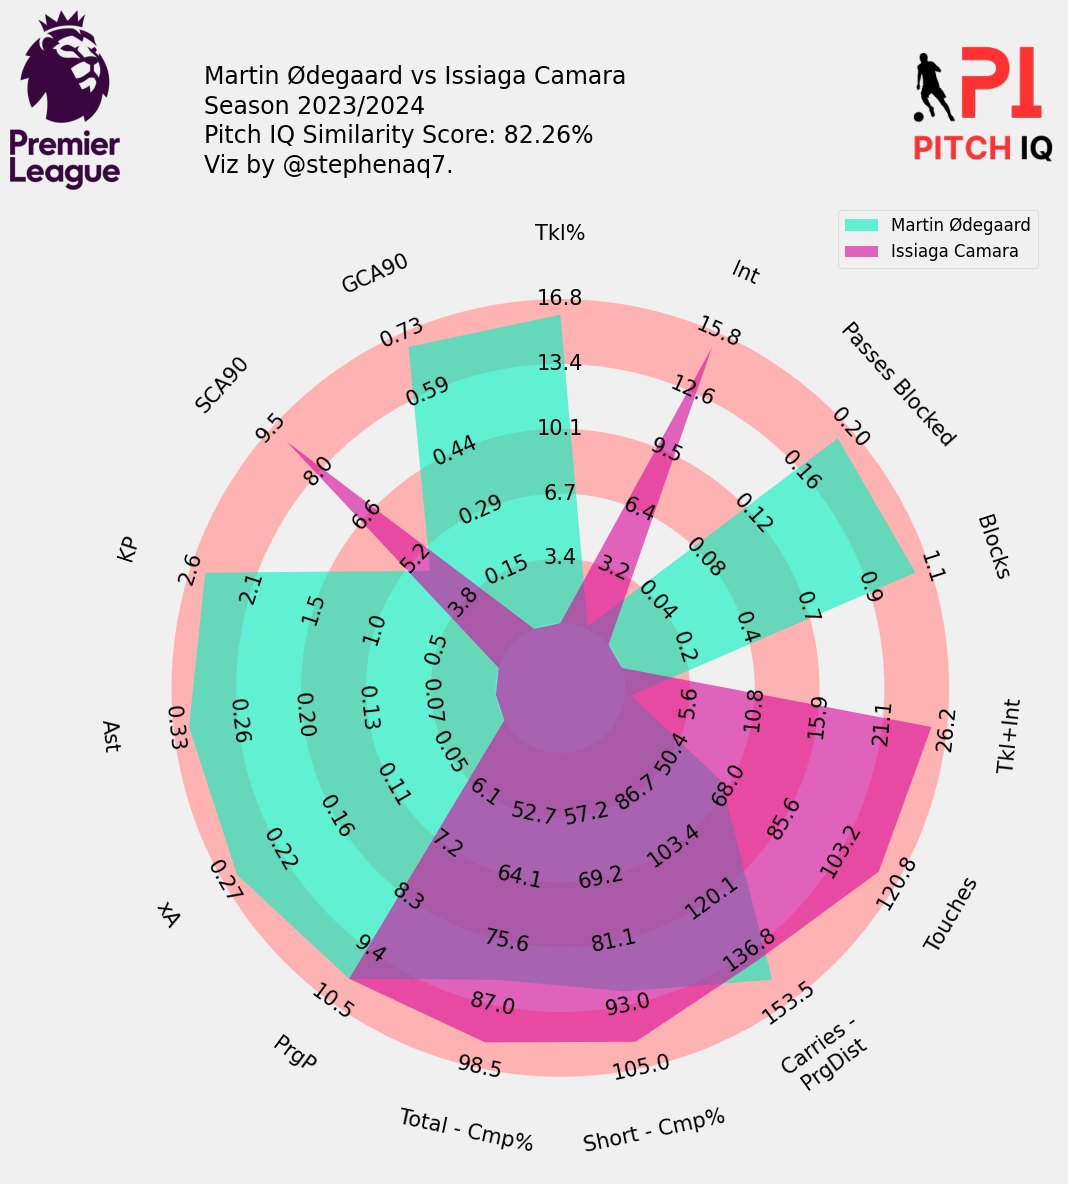 Martin Ødegaard vs Issiaga Camara
Season 2023/2024
Pitch IQ Similarity Score: 82.26%
Viz by @stephenaq7.
Premier
League
PI
PITCH IQ
Martin Ødegaard
Issiaga Camara
Tkl%
16.8
13.4
10.1
6.7
3.4
Int
15.8
12.6
9.5
6.4
3.2
Passes Blocked
0.20
0.16
0.12
0.08
0.04
Blocks
1.1
0.9
0.7
0.4
0.2
Tkl+Int
5.6
10.8
15.9
21.1
26.2
Touches
50.4
68.0
85.6
103.2
120.8
Carries -
PrgDist
86.7
103.4
120.1
136.8
153.5
Short - Cmp%
57.2
69.2
81.1
93.0
105.0
Total - Cmp%
52.7
64.1
75.6
87.0
98.5
PrgP
6.1
7.2
8.3
9.4
10.5
xA
0.05
0.11
0.16
0.22
0.27
Ast
0.07
0.13
0.20
0.26
0.33
KP
2.6
2.1
1.5
1.0
0.5
SCA90
9.5
8.0
6.6
5.2
3.8
GCA90
0.73
0.59
0.44
0.29
0.15